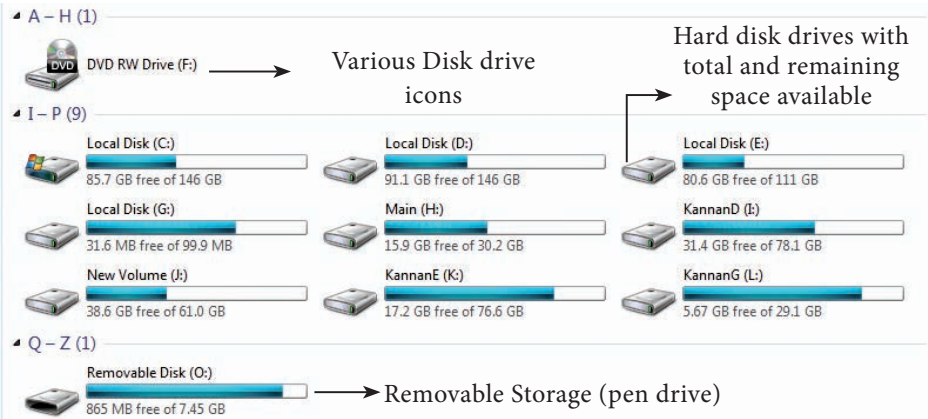 A – H (1)
DVD
DVD RW Drive (F:)
Various Disk drive
icons
Hard disk drives with
total and remaining
space available
I – P (9)
Local Disk (C:)
85.7 GB free of 146 GB
Local Disk (D:)
91.1 GB free of 146 GB
Local Disk (E:)
80.6 GB free of 111 GB
Local Disk (G:)
31.6 MB free of 99.9 MB
Main (H:)
15.9 GB free of 30.2 GB
KannanD (I:)
31.4 GB free of 78.1 GB
New Volume (J:)
38.6 GB free of 61.0 GB
KannanE (K:)
17.2 GB free of 76.6 GB
KannanG (L:)
5.67 GB free of 29.1 GB
Q – Z (1)
Removable Disk (O:)
865 MB free of 7.45 GB
Removable Storage (pen drive)